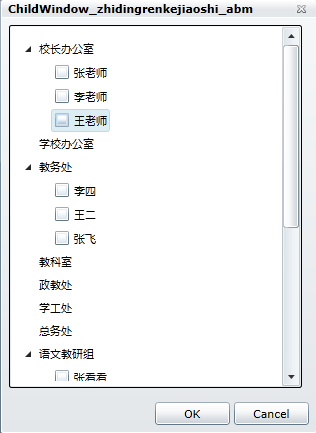 ChildWindow_zhidingrenkejiaoshi_abm
校长办公室
张老师
李老师
王老师
学校办公室
教务处
李四
王二
张飞
教科室
政教处
学工处
总务处
语文教研组
张看看
OK Cancel